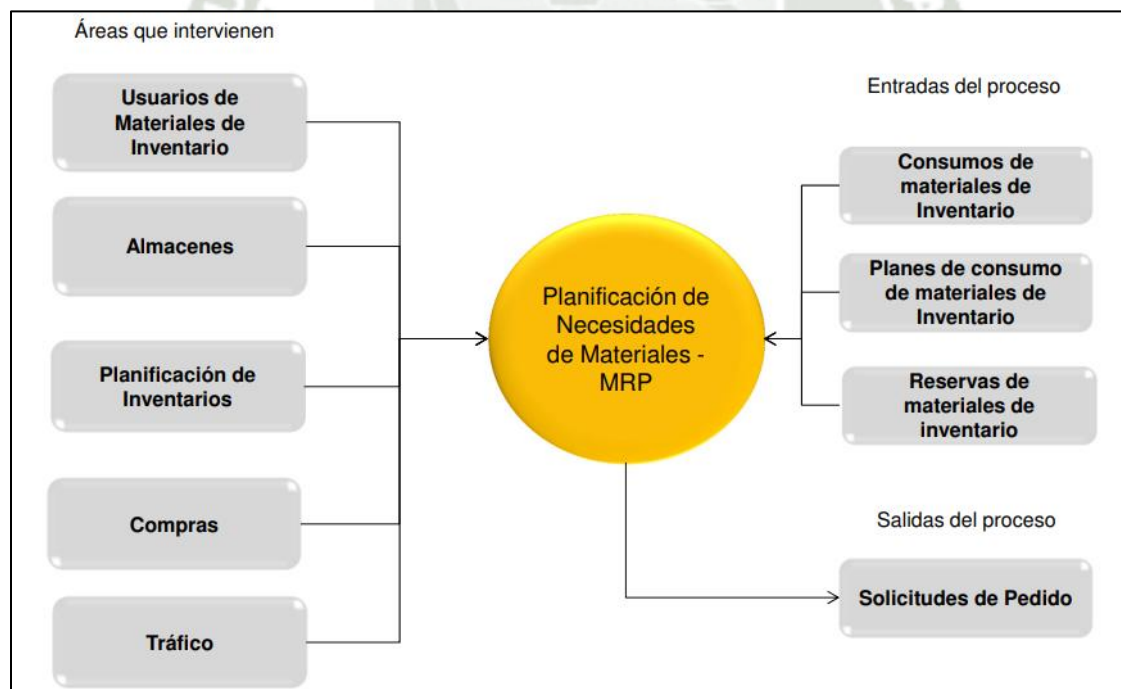 Áreas que intervienen
Usuarios de
Materiales de
Inventario
Almacenes
Planificación de
Inventarios
Compras
Tráfico
Planificación de
Necesidades
de Materiales -
MRP
Entradas del proceso
Consumos de
materiales de
Inventario
Planes de consumo
de materiales de
Inventario
Reservas de
materiales de
inventario
Salidas del proceso
Solicitudes de Pedido